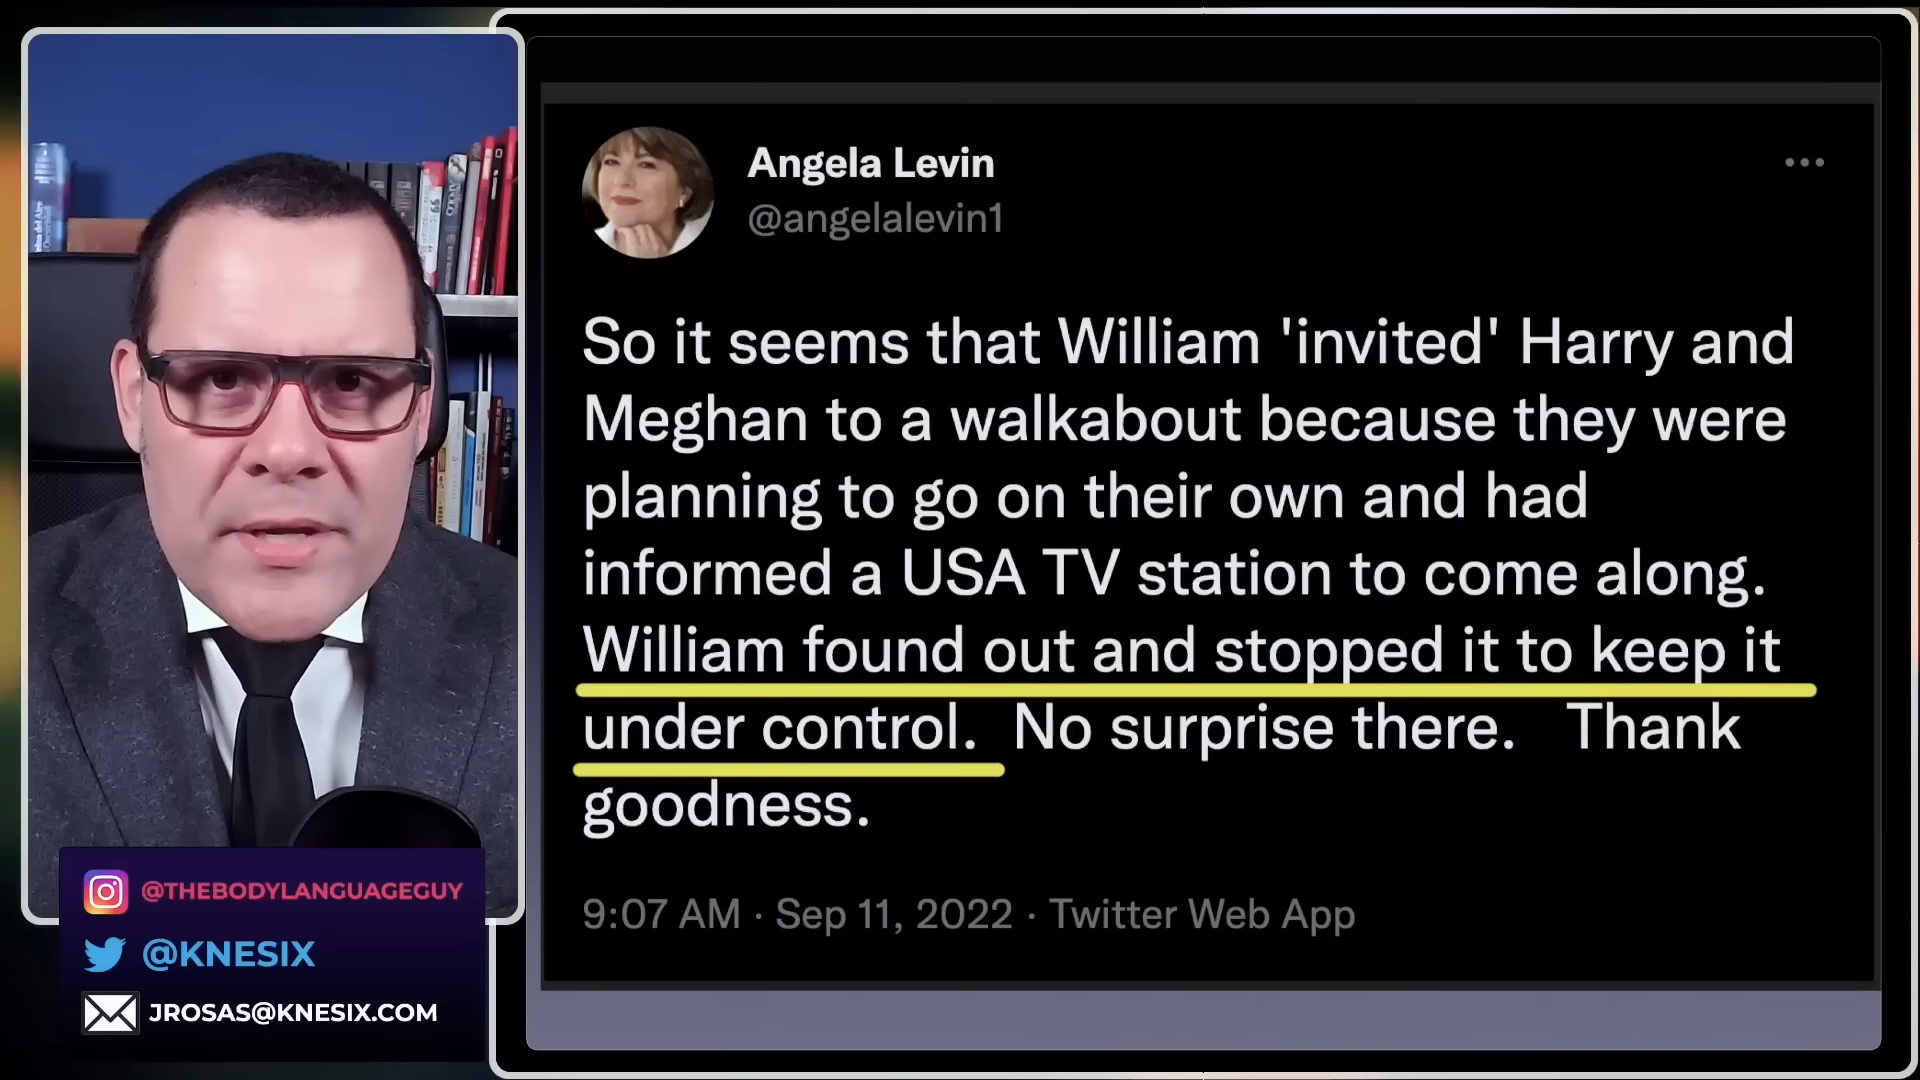 Angela Levin
@angelalevin1
So it seems that William 'invited' Harry and
Meghan to a walkabout because they were
planning to go on their own and had
informed a USA TV station to come along.
William found out and stopped it to keep it
under control.  No surprise there.   Thank
goodness.
9:07 AM · Sep 11, 2022 · Twitter Web App
@THEBODYLANGUAGEGUY
@KNESIX
JROSAS@KNESIX.COM